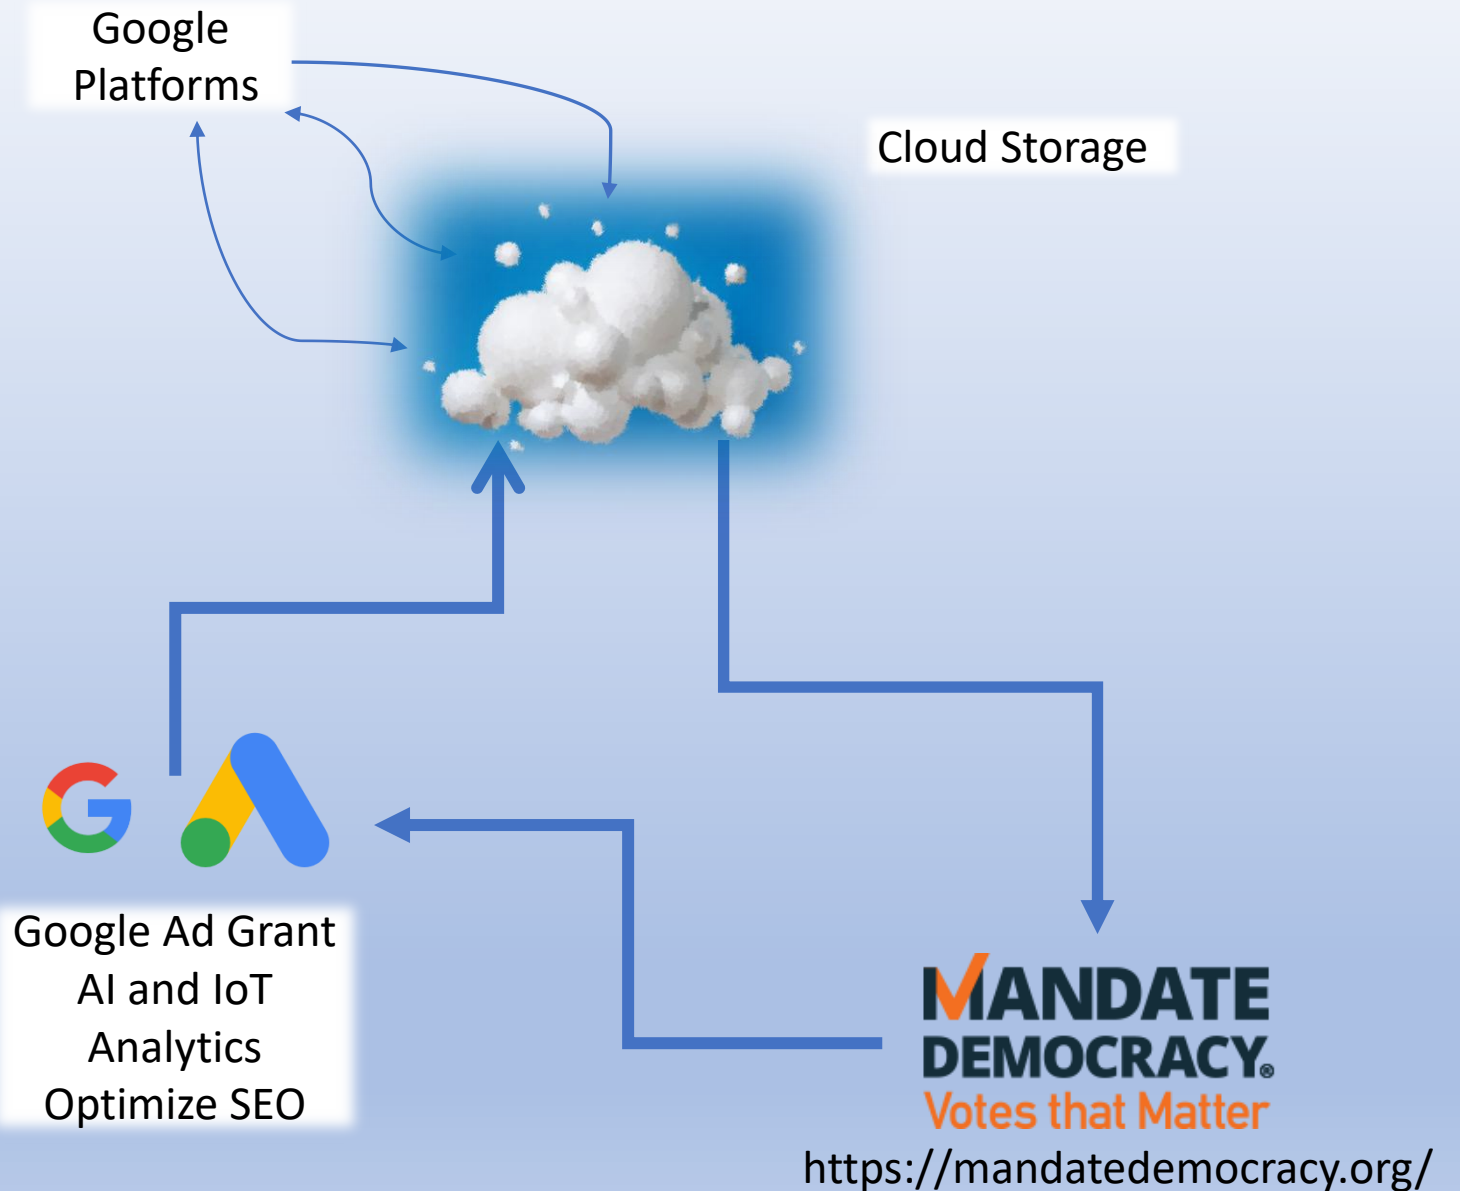 Google
Platforms
Cloud Storage
Google Ad Grant
AI and IoT
Analytics
Optimize SEO
MANDATE
DEMOCRACY®
Votes that Matter
https://mandatedemocracy.org/